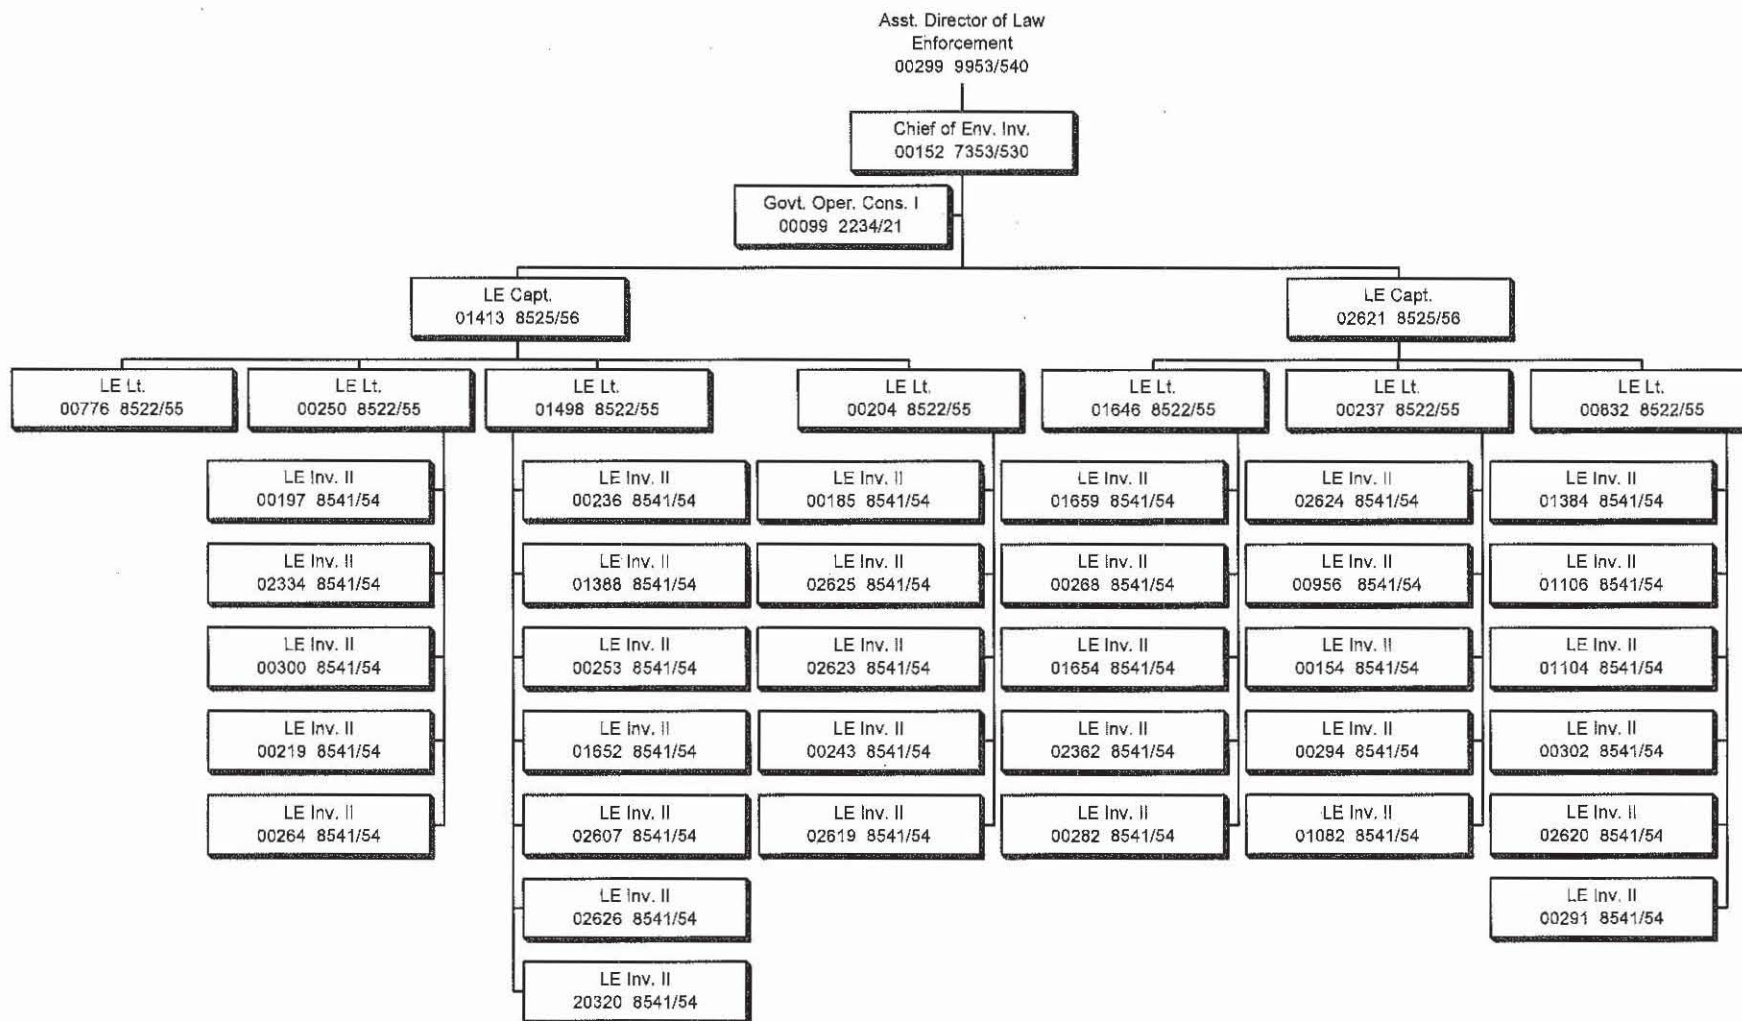 Asst. Director of Law
Enforcement
00299 9953/540
Chief of Env. Inv.
00152 7353/530
Govt. Oper. Cons. I
00099 2234/21
LE Capt.
01413 8525/56
LE Capt.
02621 8525/56
LE Lt.
00776 8522/55
LE Lt.
00250 8522/55
LE Lt.
01498 8522/55
LE Lt.
00204 8522/55
LE Lt.
01646 8522/55
LE Lt.
00237 8522/55
LE Lt.
00832 8522/55
LE Inv. II
00197 8541/54
LE Inv. II
02334 8541/54
LE Inv. II
00300 8541/54
LE Inv. II
00219 8541/54
LE Inv. II
00264 8541/54
LE Inv. II
00236 8541/54
LE Inv. II
01388 8541/54
LE Inv. II
00253 8541/54
LE Inv. II
01652 8541/54
LE Inv. II
02607 8541/54
LE Inv. II
02626 8541/54
LE Inv. II
20320 8541/54
LE Inv. II
00185 8541/54
LE Inv. II
02625 8541/54
LE Inv. II
02623 8541/54
LE Inv. II
00243 8541/54
LE Inv. II
02619 8541/54
LE Inv. II
01659 8541/54
LE Inv. II
00268 8541/54
LE Inv. II
01654 8541/54
LE Inv. II
02362 8541/54
LE Inv. II
00282 8541/54
LE Inv. II
02624 8541/54
LE Inv. II
00956 8541/54
LE Inv. II
00154 8541/54
LE Inv. II
00294 8541/54
LE Inv. II
01082 8541/54
LE Inv. II
01384 8541/54
LE Inv. II
01106 8541/54
LE Inv. II
01104 8541/54
LE Inv. II
00302 8541/54
LE Inv. II
02620 8541/54
LE Inv. II
00291 8541/54